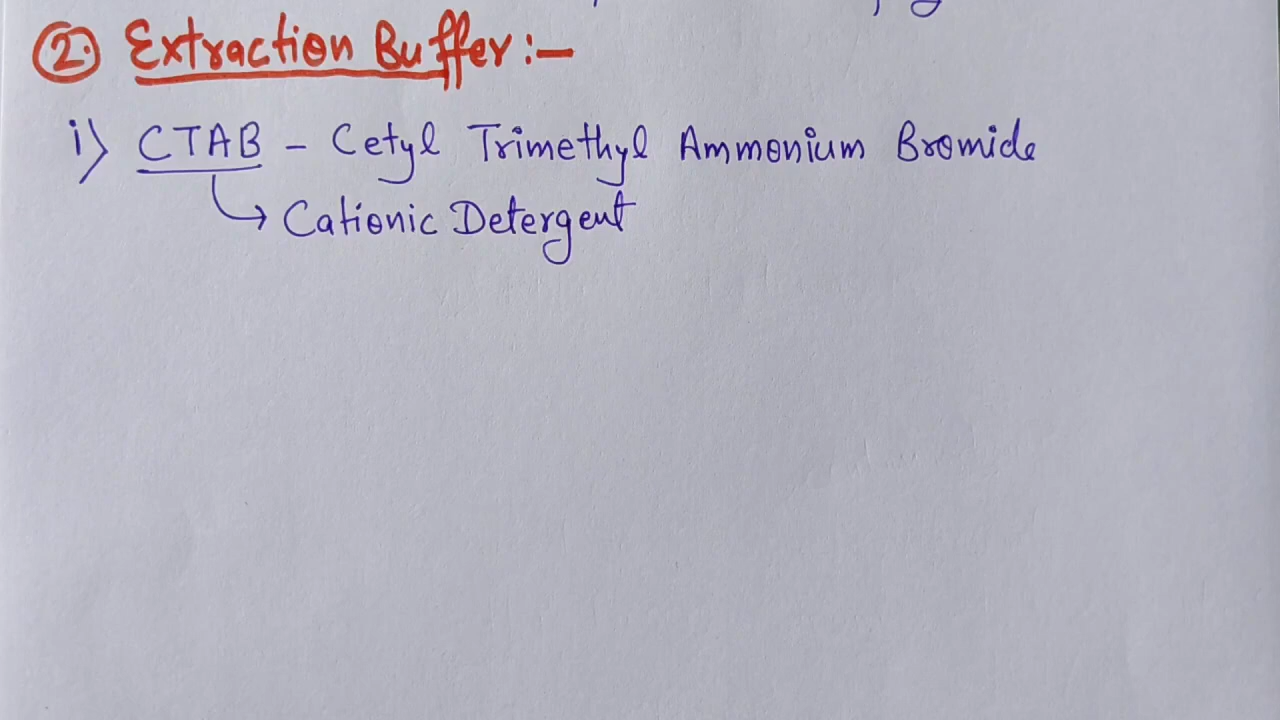 2. Extraction Buffer :-
i) CTAB - Cetyl Trimethyl Ammonium Bromide
→ Cationic Detergent